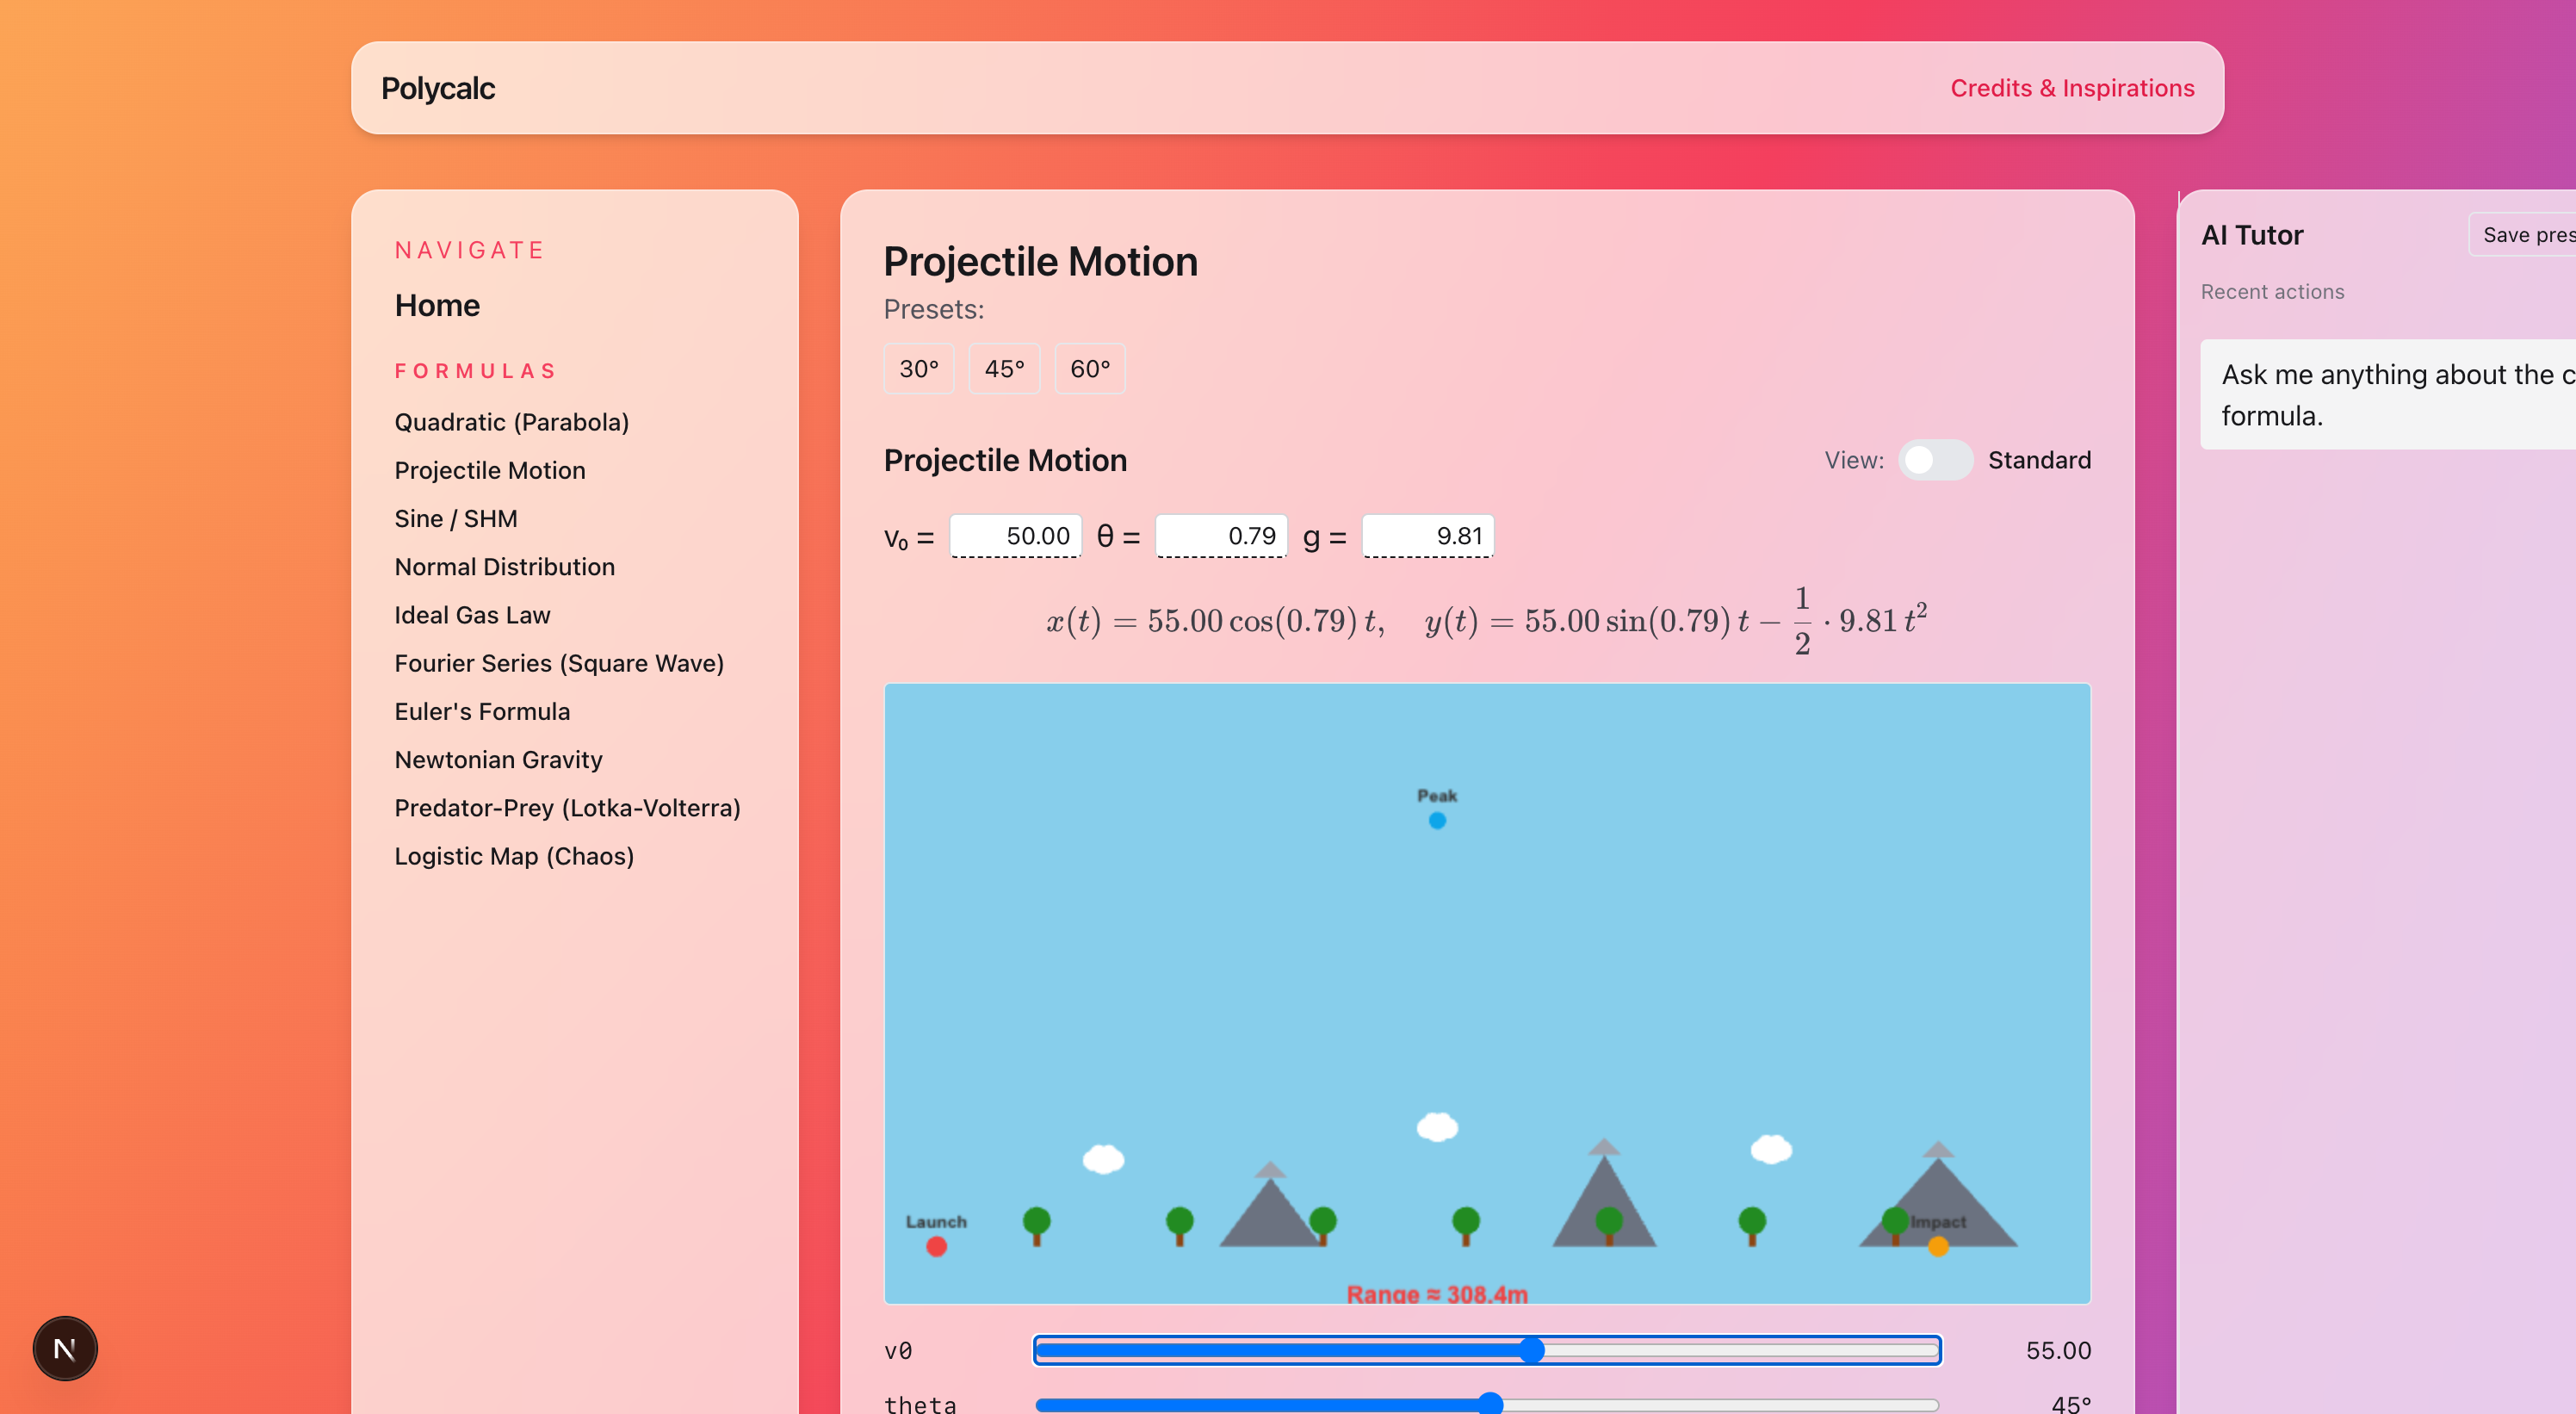 Polycalc
Credits & Inspirations
NAVIGATE
Home
FORMULAS
Quadratic (Parabola)
Projectile Motion
Sine / SHM
Normal Distribution
Ideal Gas Law
Fourier Series (Square Wave)
Euler's Formula
Newtonian Gravity
Predator-Prey (Lotka-Volterra)
Logistic Map (Chaos)
Projectile Motion
Presets:
30° 45° 60°
Projectile Motion
View: Standard
v₀ = 50.00 θ = 0.79 g = 9.81
x(t) = 55.00 cos(0.79) t, y(t) = 55.00 sin(0.79) t − 1/2 · 9.81 t²
Peak
Launch
Impact
Range ≈ 308.4m
v0 55.00
theta 45°
AI Tutor
Save pres
Recent actions
Ask me anything about the c
formula.
N